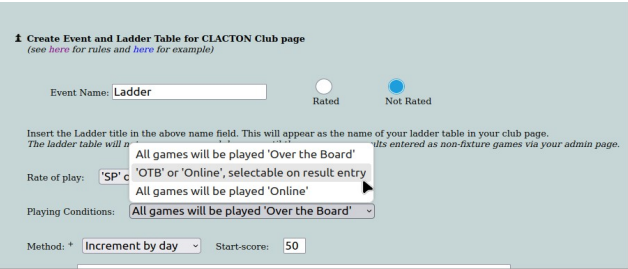 Create Event and Ladder Table for CLACTON Club page
(see here for rules and here for example)
Event Name: Ladder
Rated Not Rated
Insert the Ladder title in the above name field. This will appear as the name of your ladder table in your club page.
The ladder table will until the results entered as non-fixture games via your admin page.
All games will be played 'Over the Board'
'OTB' or 'Online', selectable on result entry
All games will be played 'Online'
Rate of play: 'SP'
Playing Conditions: All games will be played 'Over the Board'
Method: * Increment by day Start-score: 50